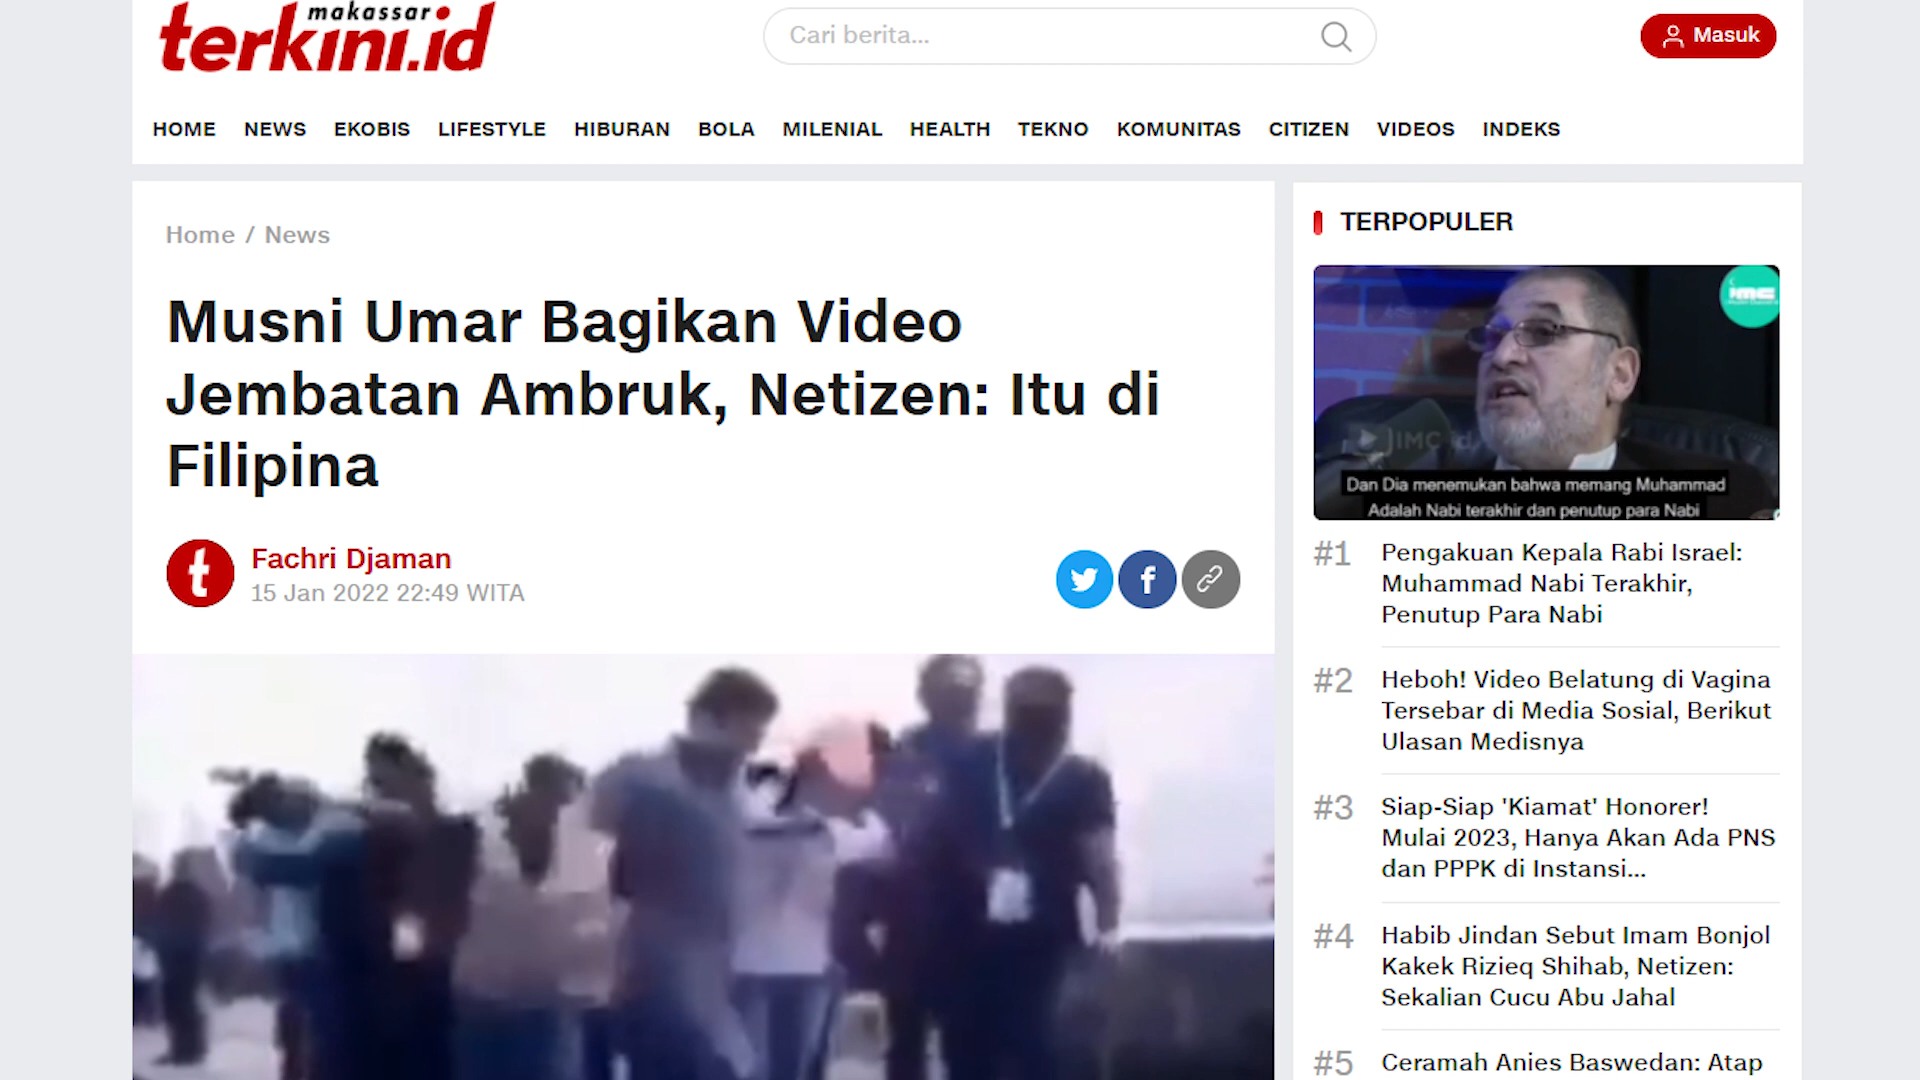 makassar
terkini.id
Cari berita...
Masuk
HOME NEWS EKOBIS LIFESTYLE HIBURAN BOLA MILENIAL HEALTH TEKNO KOMUNITAS CITIZEN VIDEOS INDEKS
Home / News
Musni Umar Bagikan Video
Jembatan Ambruk, Netizen: Itu di
Filipina
Fachri Djaman
15 Jan 2022 22:49 WITA
TERPOPULER
IMC
Dan Dia menemukan bahwa memang Muhammad
Adalah Nabi terakhir dan penutup para Nabi
#1 Pengakuan Kepala Rabi Israel:
Muhammad Nabi Terakhir,
Penutup Para Nabi
#2 Heboh! Video Belatung di Vagina
Tersebar di Media Sosial, Berikut
Ulasan Medisnya
#3 Siap-Siap 'Kiamat' Honorer!
Mulai 2023, Hanya Akan Ada PNS
dan PPPK di Instansi...
#4 Habib Jindan Sebut Imam Bonjol
Kakek Rizieq Shihab, Netizen:
Sekalian Cucu Abu Jahal
#5 Ceramah Anies Baswedan: Atap